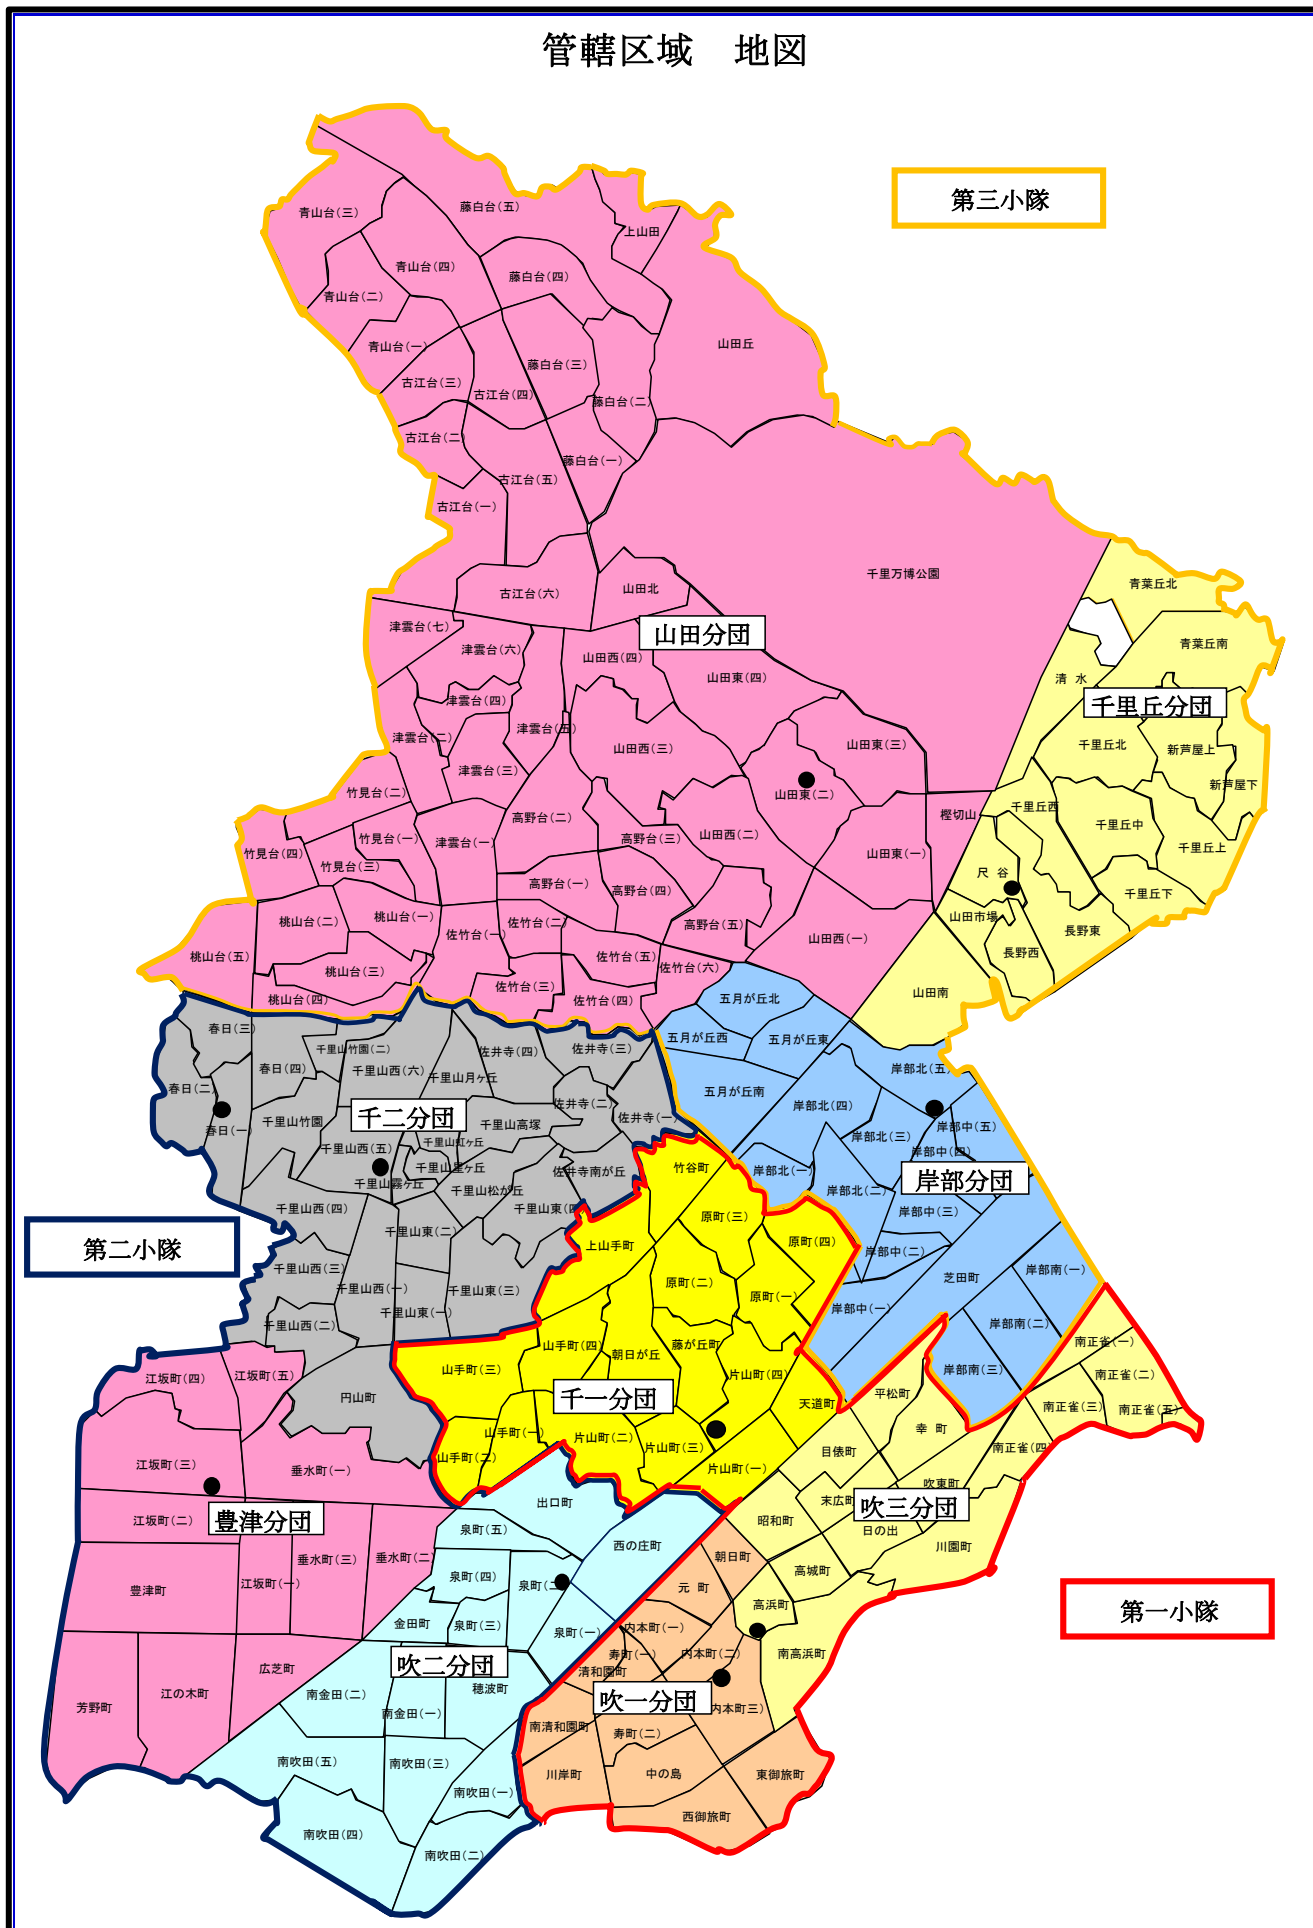 管轄区域　地図
第三小隊
青山台(三)
藤白台(五)
上山田
青山台(四)
藤白台(四)
青山台(二)
青山台(一)
山田丘
藤白台(三)
古江台(三)
古江台(四)
藤白台(二)
古江台(二)
藤白台(一)
古江台(五)
古江台(一)
千里万博公園
青葉丘北
古江台(六)
山田北
津雲台(七)
山田分団
青葉丘南
津雲台(六)
山田西(四)
山田東(四)
清 水
津雲台(四)
千里丘分団
津雲台(五)
津雲台(二)
山田西(三)
山田東(三)
千里丘北
新芦屋上
津雲台(三)
新芦屋下
竹見台(二)
山田東(二)
千里丘西
樫切山
高野台(二)
千里丘中
竹見台(一)
津雲台(一)
高野台(三)
山田西(二)
千里丘上
竹見台(四)
竹見台(三)
山田東(一)
尺 谷
高野台(一)
高野台(四)
千里丘下
桃山台(二)
桃山台(一)
佐竹台(二)
高野台(五)
山田市場
長野東
佐竹台(一)
山田西(一)
桃山台(五)
桃山台(三)
佐竹台(五)
佐竹台(六)
長野西
佐竹台(三)
山田南
桃山台(四)
佐竹台(四)
五月が丘北
春日(三)
五月が丘西
五月が丘東
千里山竹園(二)
佐井寺(四)
佐井寺(三)
春日(四)
千里山西(六)
千里山月ヶ丘
岸部北(五)
春日(二)
五月が丘南
千二分団
佐井寺(二)
岸部北(四)
春日(一)
千里山竹園
千里山高塚
佐井寺(一)
岸部北(三)
岸部中(五)
千里山西(五)
千里山虹ヶ丘
岸部中(四)
千里山星ヶ丘
佐井寺南が丘
竹谷町
岸部北(一)
岸部分団
千里山霧ヶ丘
千里山松が丘
岸部北(二)
千里山西(四)
千里山東(四)
原町(三)
岸部中(三)
第二小隊
千里山東(二)
上山手町
原町(四)
岸部中(二)
千里山西(三)
原町(二)
芝田町
岸部南(一)
千里山西(一)
千里山東(三)
原町(一)
岸部中(一)
千里山東(一)
千里山西(二)
山手町(四)
藤が丘町
岸部南(二)
南正雀(一)
山手町(三)
朝日が丘
江坂町(四)
江坂町(五)
片山町(四)
岸部南(三)
南正雀(二)
円山町
千一分団
天道町
平松町
南正雀(三)
南正雀(五)
山手町(一)
片山町(二)
片山町(三)
目俵町
幸 町
南正雀(四)
山手町(二)
江坂町(三)
垂水町(一)
片山町(一)
吹東町
末広町
吹三分団
出口町
江坂町(二)
豊津分団
昭和町
日の出
泉町(五)
西の庄町
川園町
垂水町(三)
垂水町(二)
朝日町
高城町
豊津町
江坂町(一)
泉町(四)
元 町
高浜町
第一小隊
金田町
泉町(三)
泉町(一)
内本町(一)
寿町(一)
内本町(二)
南高浜町
広芝町
吹二分団
清和園町
江の木町
南金田(二)
穂波町
吹一分団
芳野町
南金田(一)
内本町三)
南清和園町
寿町(二)
南吹田(五)
南吹田(三)
川岸町
中の島
東御旅町
南吹田(一)
西御旅町
南吹田(四)
南吹田(二)